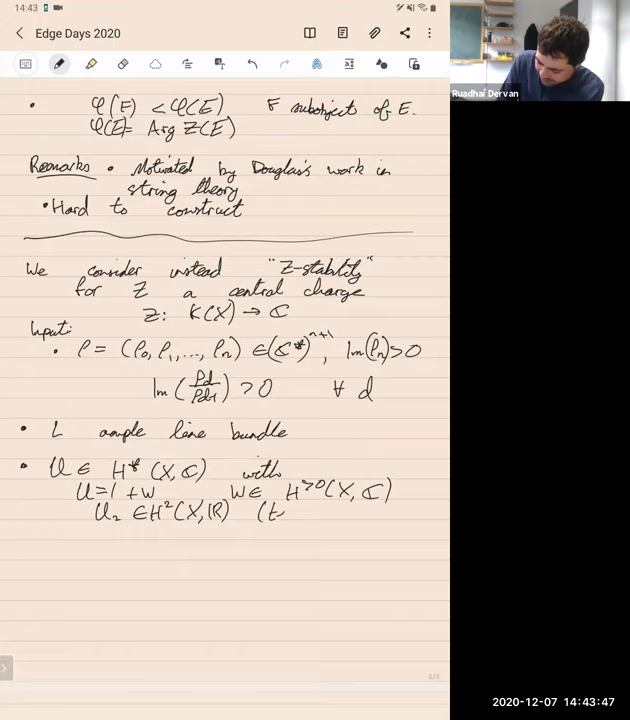 14:43
Edge Days 2020
Ruadhaí Dervan
• φ(F) < φ(E) F subobject of E.
φ(E) = Arg Z(E)
Remarks • Motivated by Douglas's work in
string theory
• Hard to construct
We consider instead "Z-stability"
for Z a central charge
Z: K(X) → ℂ
Input:
• ρ = (ρ₀, ρ₁, ..., ρₙ) ∈ (ℂ*)ⁿ⁺¹, Im(ρₙ) > 0
Im(ρd/ρd+1) > 0 ∀ d
• L ample line bundle
• U ∈ H*(X, ℂ) with
U = 1 + W W ∈ H^{>0}(X, ℂ)
U₂ ∈ H²(X, ℝ)
4/4
2020-12-07 14:43:47